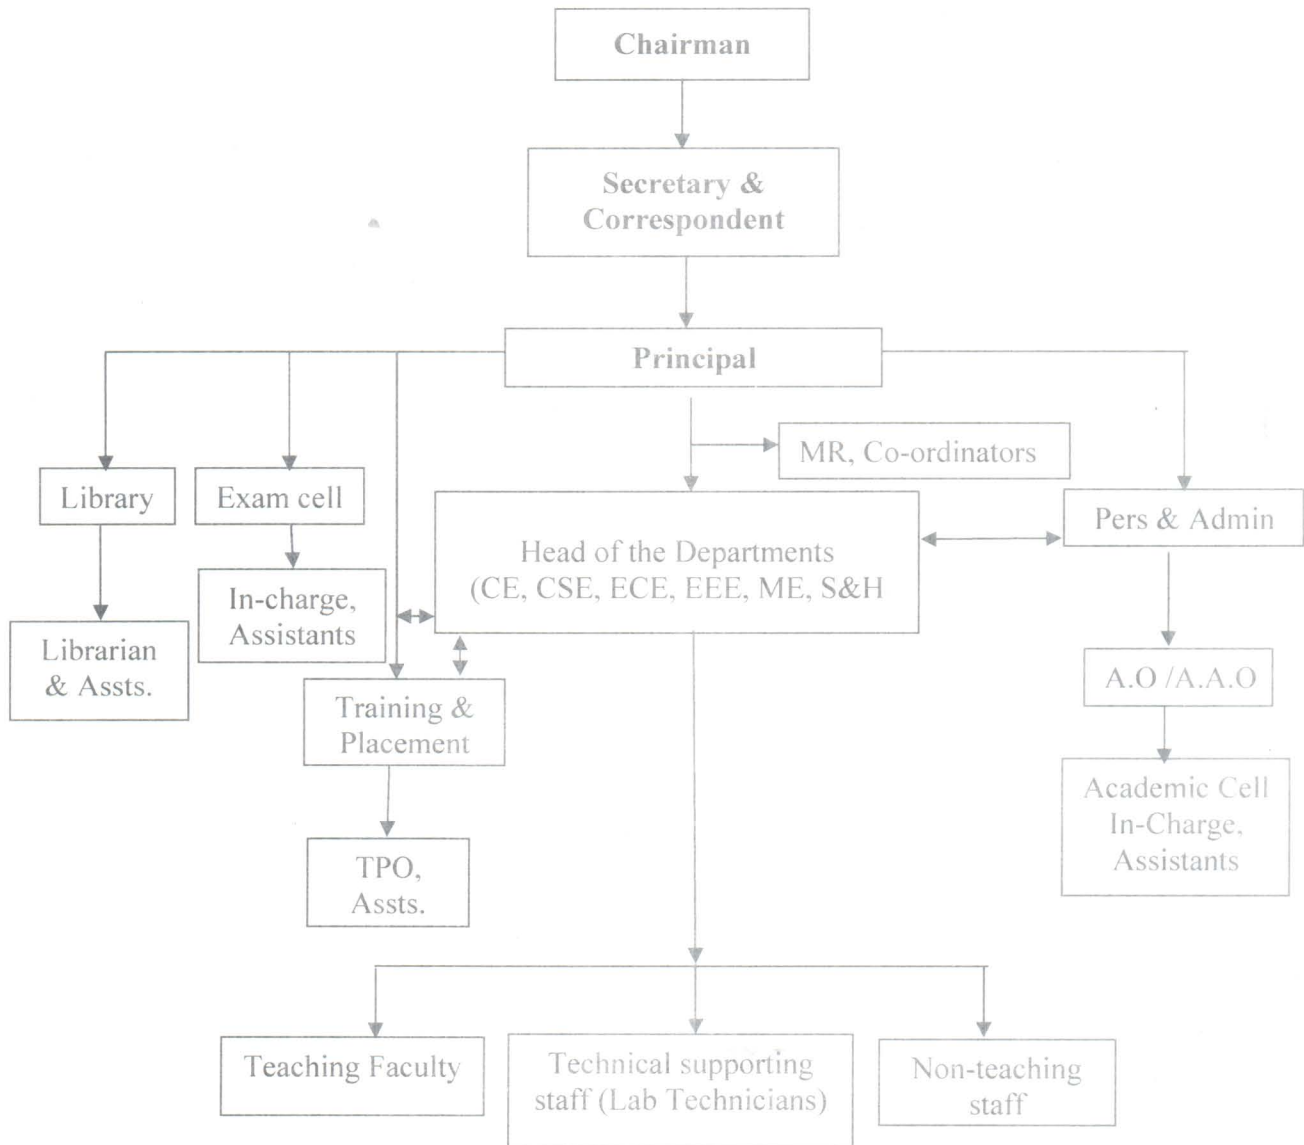 Chairman
Secretary &
Correspondent
Principal
MR, Co-ordinators
Library
Exam cell
Pers & Admin
Head of the Departments
(CE, CSE, ECE, EEE, ME, S&H
In-charge,
Assistants
Librarian
& Assts.
A.O /A.A.O
Training &
Placement
Academic Cell
In-Charge,
Assistants
TPO,
Assts.
Teaching Faculty
Technical supporting
staff (Lab Technicians)
Non-teaching
staff